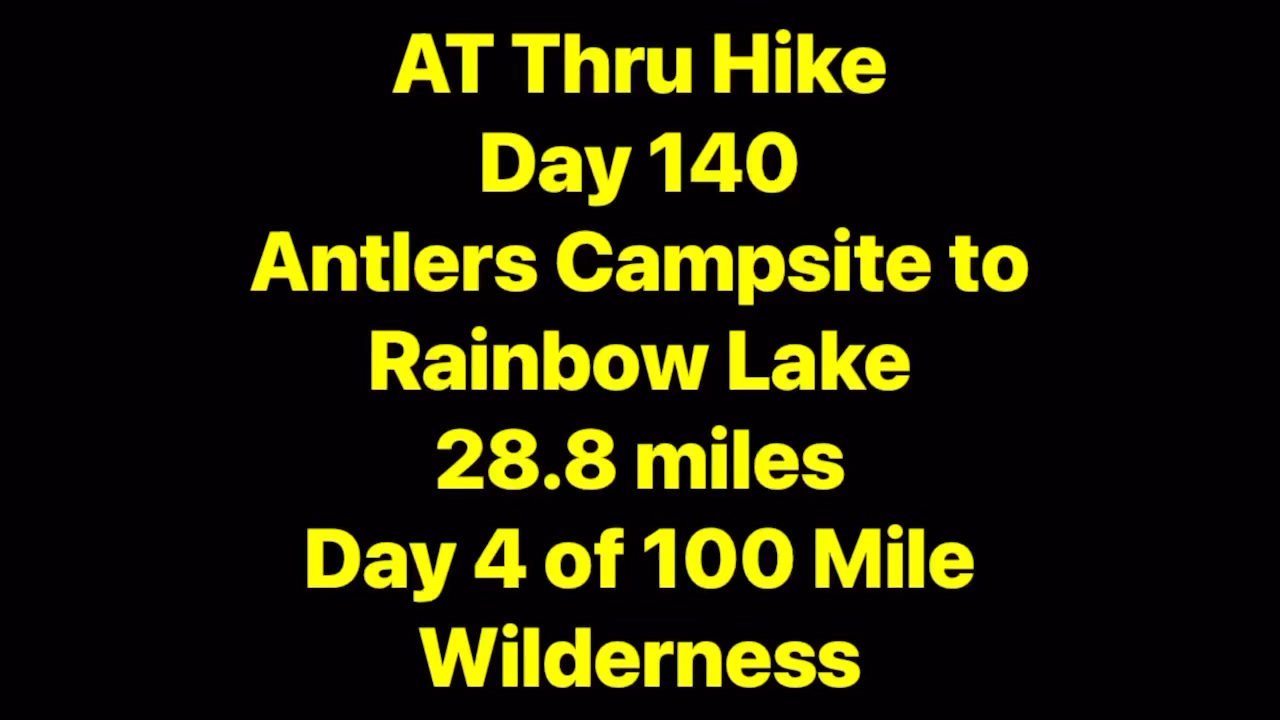 AT Thru Hike
Day 140
Antlers Campsite to
Rainbow Lake
28.8 miles
Day 4 of 100 Mile
Wilderness